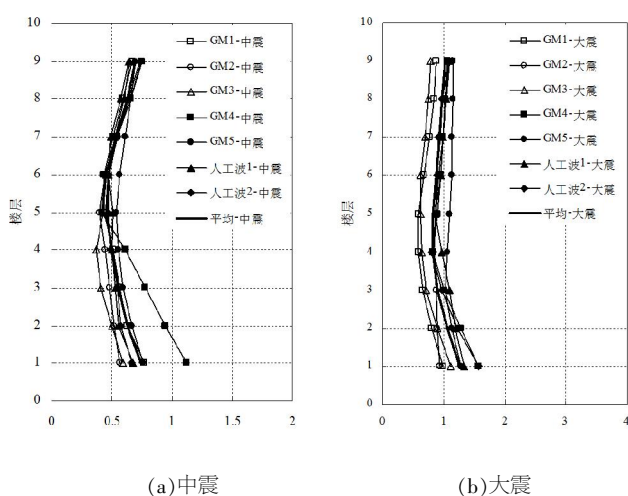 10
9
8
7
6
5
4
3
2
1
0
楼层
0
0.5
1
1.5
2
GM1-中震
GM2-中震
GM3-中震
GM4-中震
GM5-中震
人工波1-中震
人工波2-中震
平均-中震
(a)中震
10
9
8
7
6
5
4
3
2
1
0
楼层
0
1
2
3
4
GM1-大震
GM2-大震
GM3-大震
GM4-大震
GM5-大震
人工波1-大震
人工波2-大震
平均-大震
(b)大震